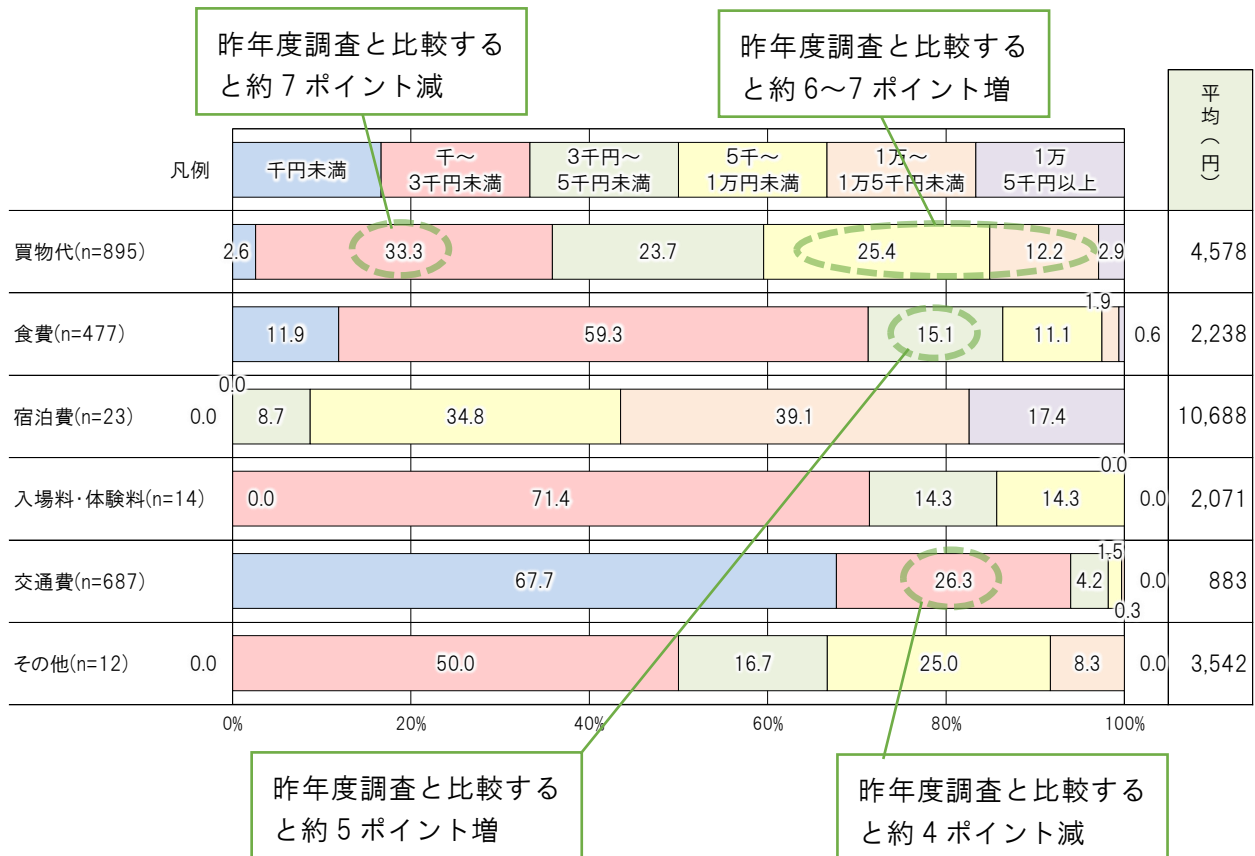 昨年度調査と比較する
と約7ポイント減
昨年度調査と比較する
と約6～7ポイント増
平均(円)
凡例
千円未満
千～
3千円未満
3千円～
5千円未満
5千～
1万円未満
1万～
1万5千円未満
1万
5千円以上
買物代(n=895) 2.6 33.3 23.7 25.4 12.2 2.9 4,578
食費(n=477) 11.9 59.3 15.1 11.1 1.9 0.6 2,238
宿泊費(n=23) 0.0 0.0 8.7 34.8 39.1 17.4 10,688
入場料・体験料(n=14) 0.0 71.4 14.3 14.3 0.0 0.0 2,071
交通費(n=687) 67.7 26.3 4.2 1.5 0.3 0.0 883
その他(n=12) 0.0 50.0 16.7 25.0 8.3 0.0 3,542
0% 20% 40% 60% 80% 100%
昨年度調査と比較する
と約5ポイント増
昨年度調査と比較する
と約4ポイント減